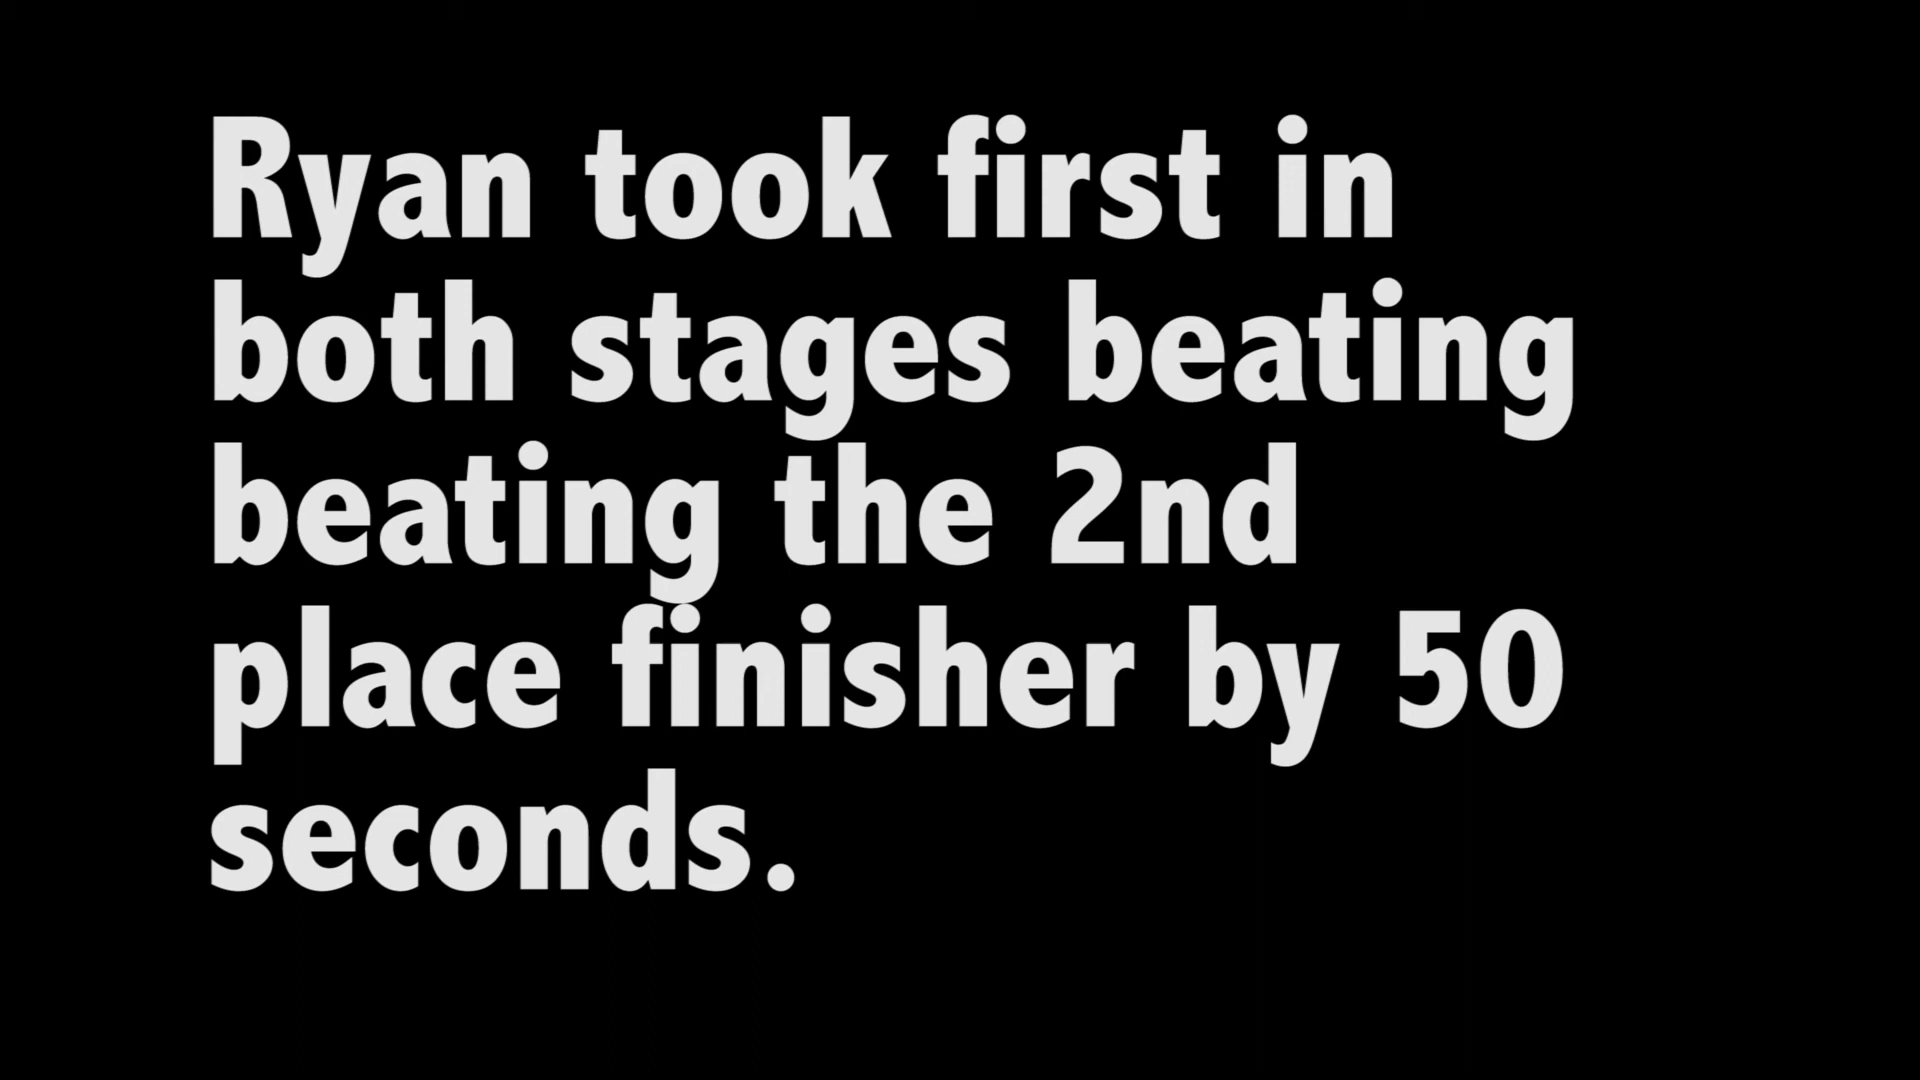 Ryan took first in
both stages beating
beating the 2nd
place finisher by 50
seconds.